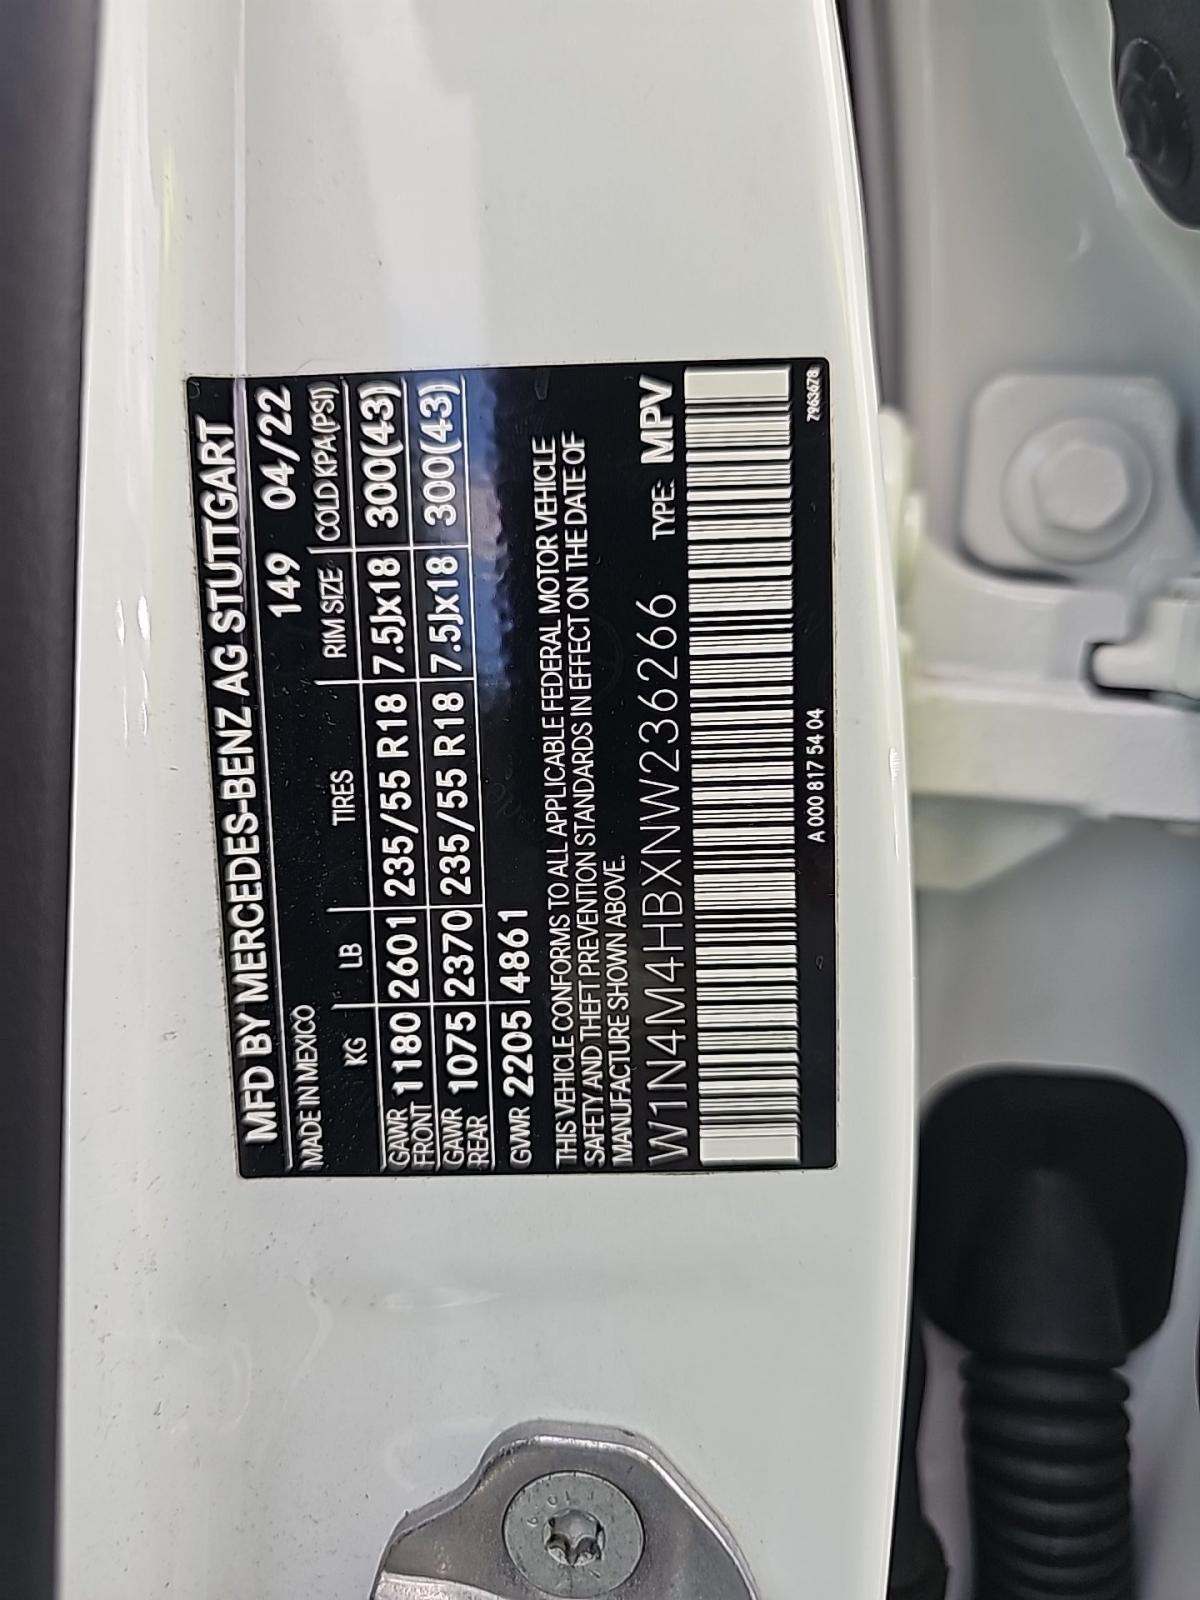 MFD BY MERCEDES-BENZ AG STUTTGART
MADE IN MEXICO 149 04/22
KG LB TIRES RIM SIZE COLD KPA(PSI)
GAWR FRONT 1180 2601 235/55 R18 7.5Jx18 300(43)
GAWR REAR 1075 2370 235/55 R18 7.5Jx18 300(43)
GVWR 2205 4861
THIS VEHICLE CONFORMS TO ALL APPLICABLE FEDERAL MOTOR VEHICLE
SAFETY AND THEFT PREVENTION STANDARDS IN EFFECT ON THE DATE OF
MANUFACTURE SHOWN ABOVE.
W1N4M4HBXNW236266 TYPE: MPV
A 000 817 54 04
7963678